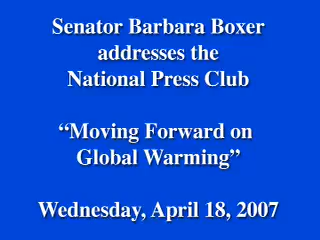 Senator Barbara Boxer
addresses the
National Press Club
“Moving Forward on
Global Warming”
Wednesday, April 18, 2007